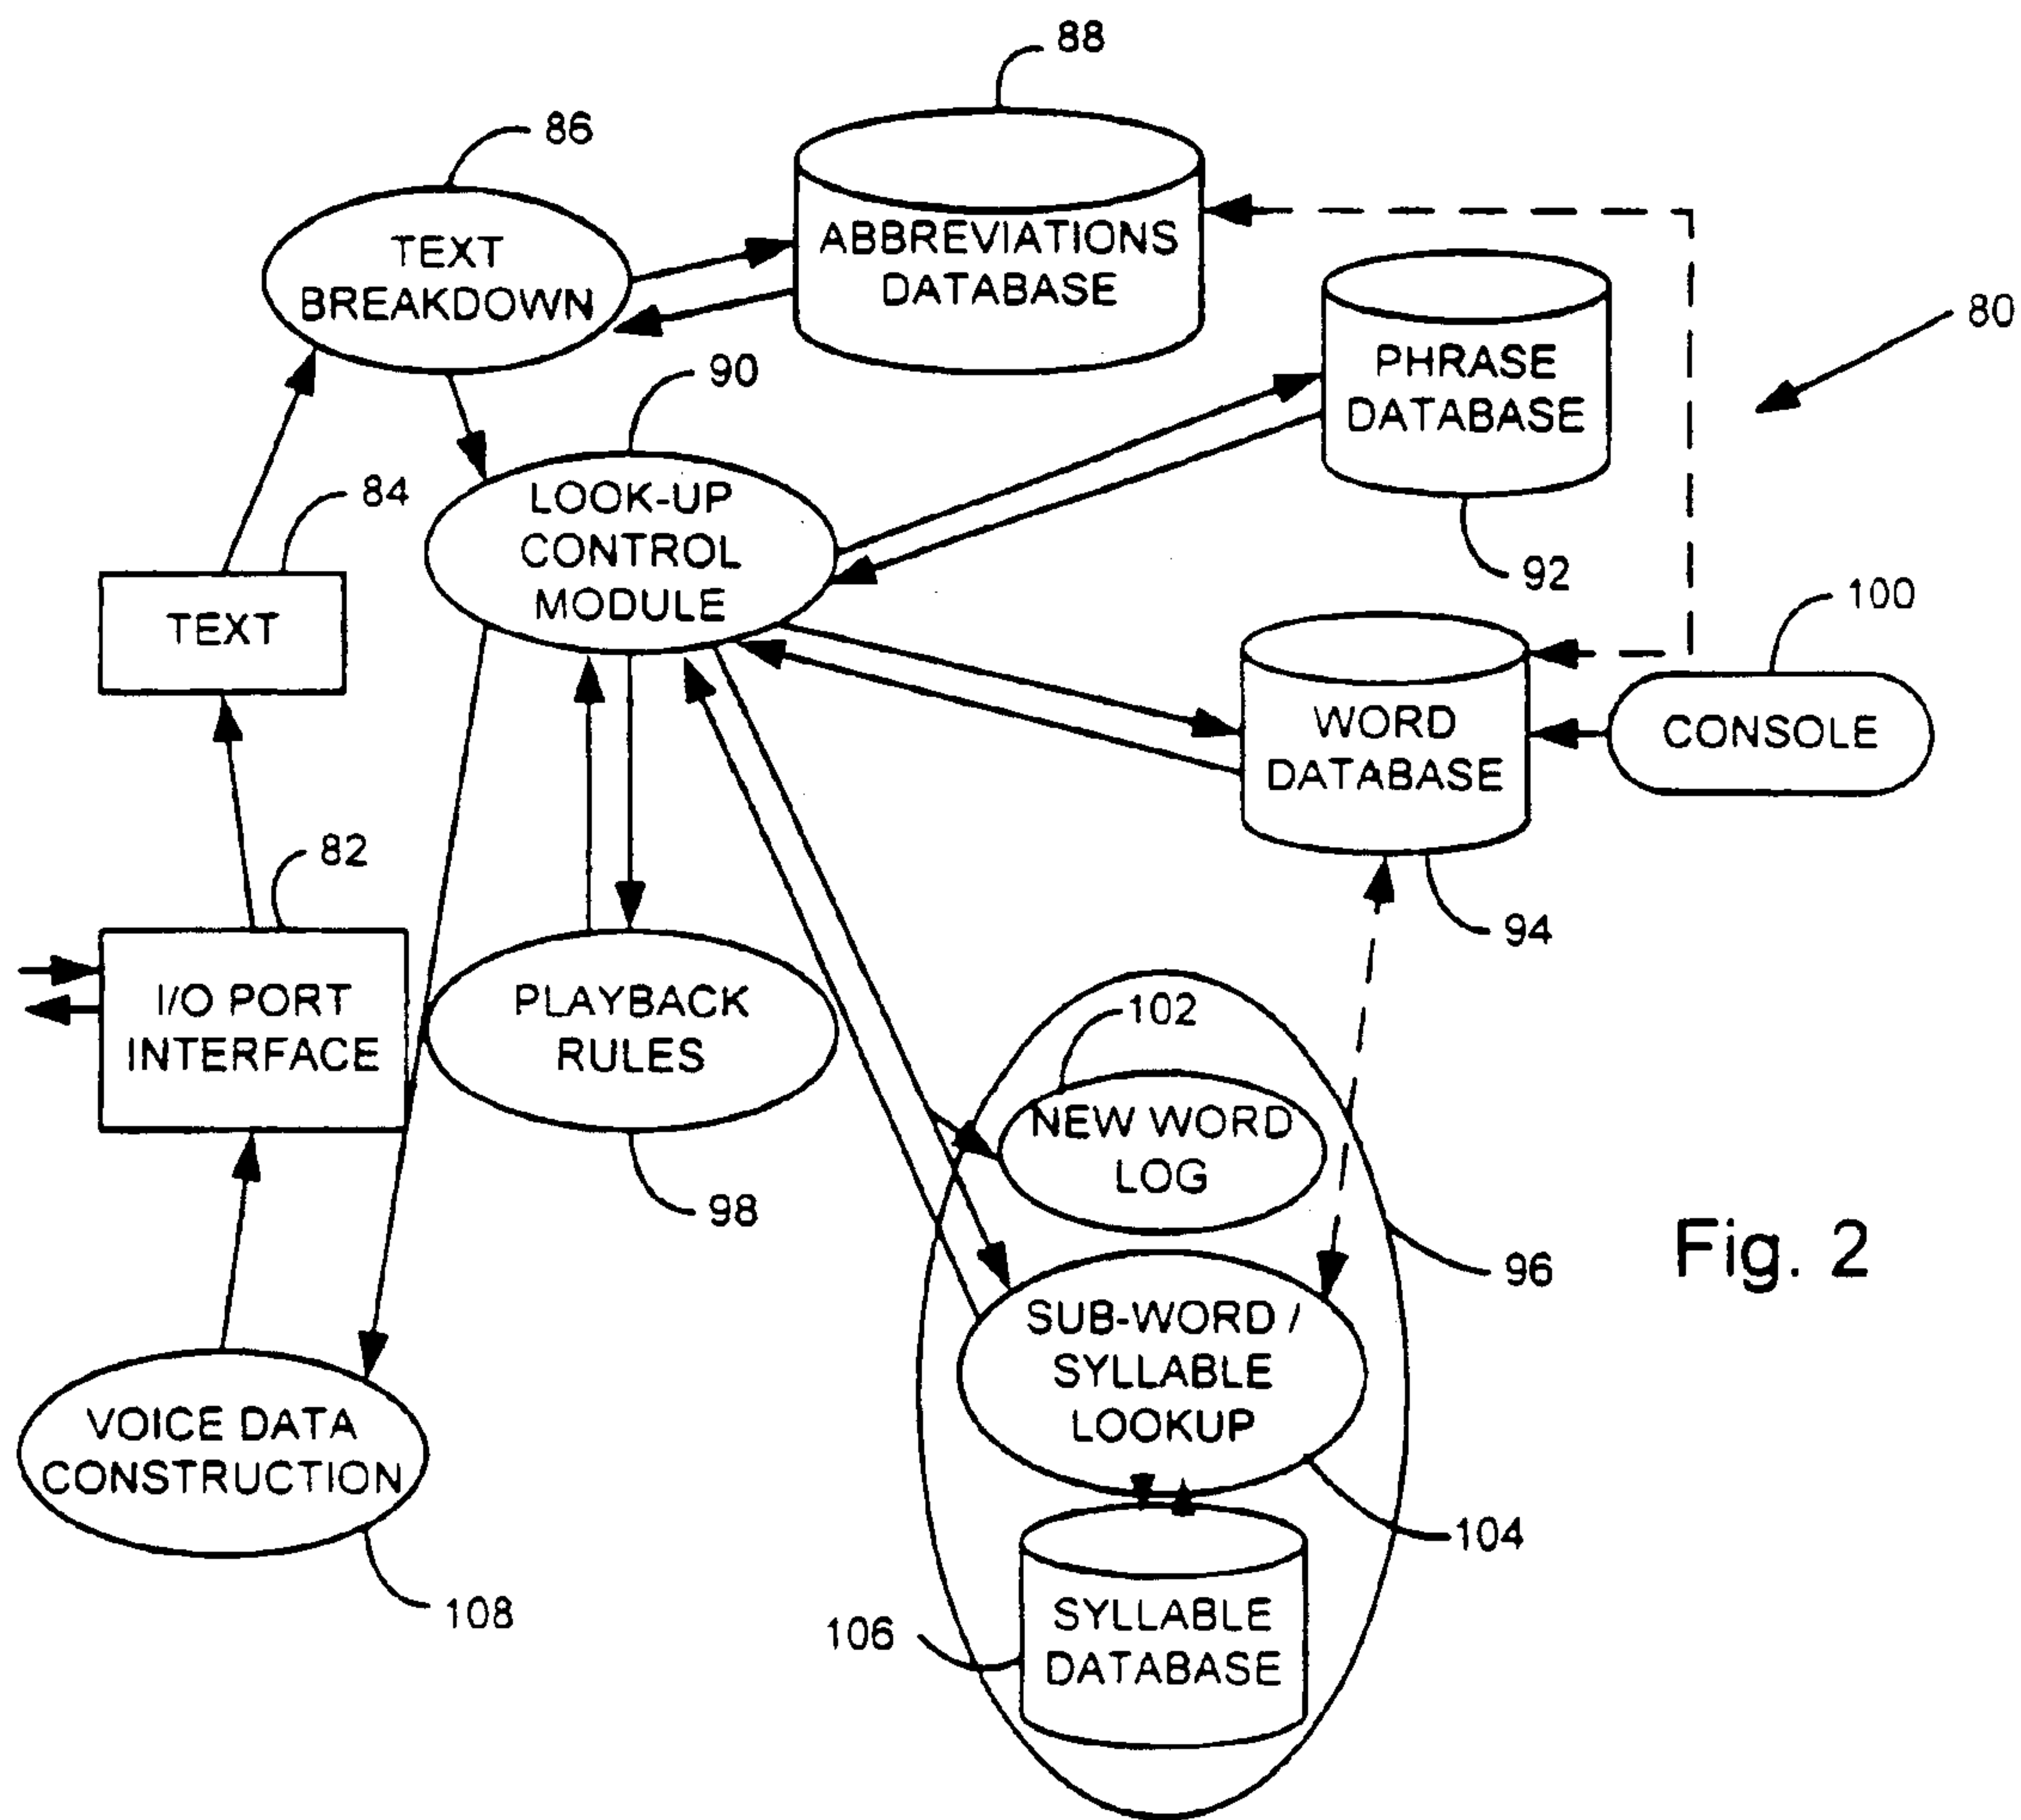 88
86
TEXT
BREAKDOWN
ABBREVIATIONS
DATABASE
80
PHRASE
DATABASE
90
84
LOOK-UP
CONTROL
MODULE
92
100
TEXT
WORD
DATABASE
CONSOLE
82
94
I/O PORT
INTERFACE
PLAYBACK
RULES
102
NEW WORD
LOG
98
96
Fig. 2
SUB-WORD /
SYLLABLE
LOOKUP
VOICE DATA
CONSTRUCTION
104
108
106
SYLLABLE
DATABASE